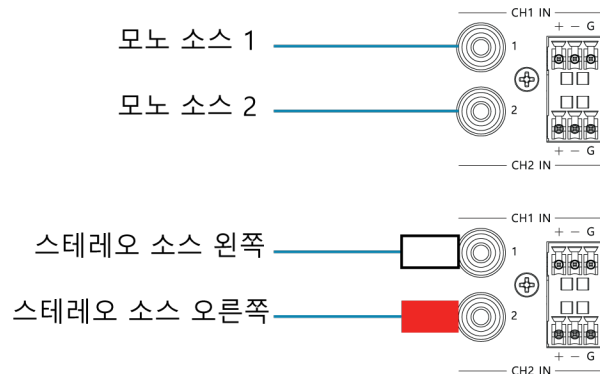 CH1 IN
+ − G
모노 소스 1
1
모노 소스 2
2
+ − G
CH2 IN
CH1 IN
+ − G
스테레오 소스 왼쪽
1
스테레오 소스 오른쪽
2
+ − G
CH2 IN